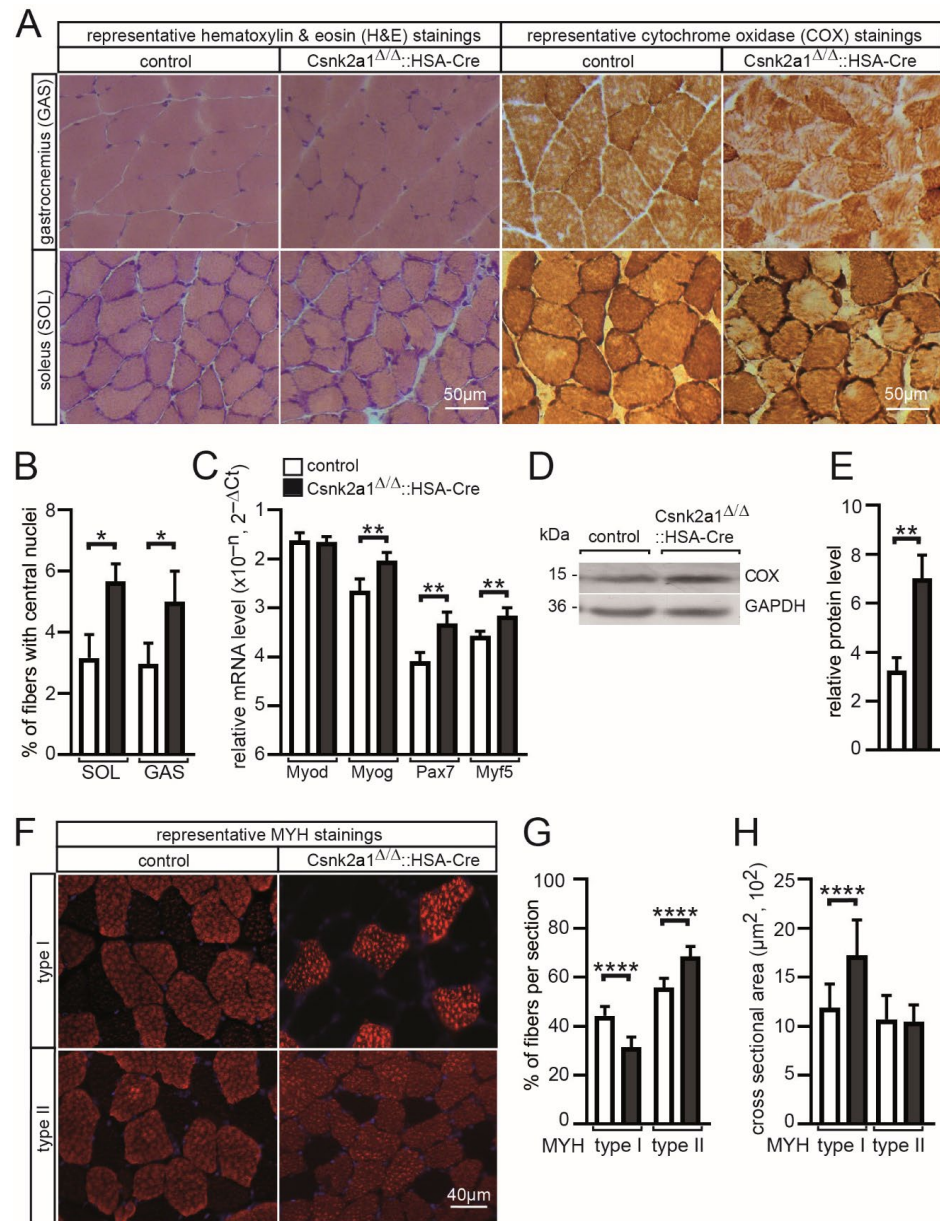 A
representative hematoxylin & eosin (H&E) stainings
representative cytochrome oxidase (COX) stainings
control
Csnk2a1Δ/Δ::HSA-Cre
control
Csnk2a1Δ/Δ::HSA-Cre
gastrocnemius (GAS)
soleus (SOL)
50µm
50µm
B
% of fibers with central nuclei
8
6
4
2
0
*
*
SOL
GAS
C
control
Csnk2a1Δ/Δ::HSA-Cre
relative mRNA level (x10⁻ⁿ, 2⁻ΔCt)
1
2
3
4
5
6
**
**
**
Myod
Myog
Pax7
Myf5
D
kDa
control
Csnk2a1Δ/Δ
::HSA-Cre
15 -
COX
36 -
GAPDH
E
relative protein level
10
8
6
4
2
0
**
F
representative MYH stainings
control
Csnk2a1Δ/Δ::HSA-Cre
type I
type II
40µm
G
% of fibers per section
100
80
60
40
20
0
****
****
MYH type I type II
H
cross sectional area (µm², 10²)
25
20
15
10
5
0
****
MYH type I type II